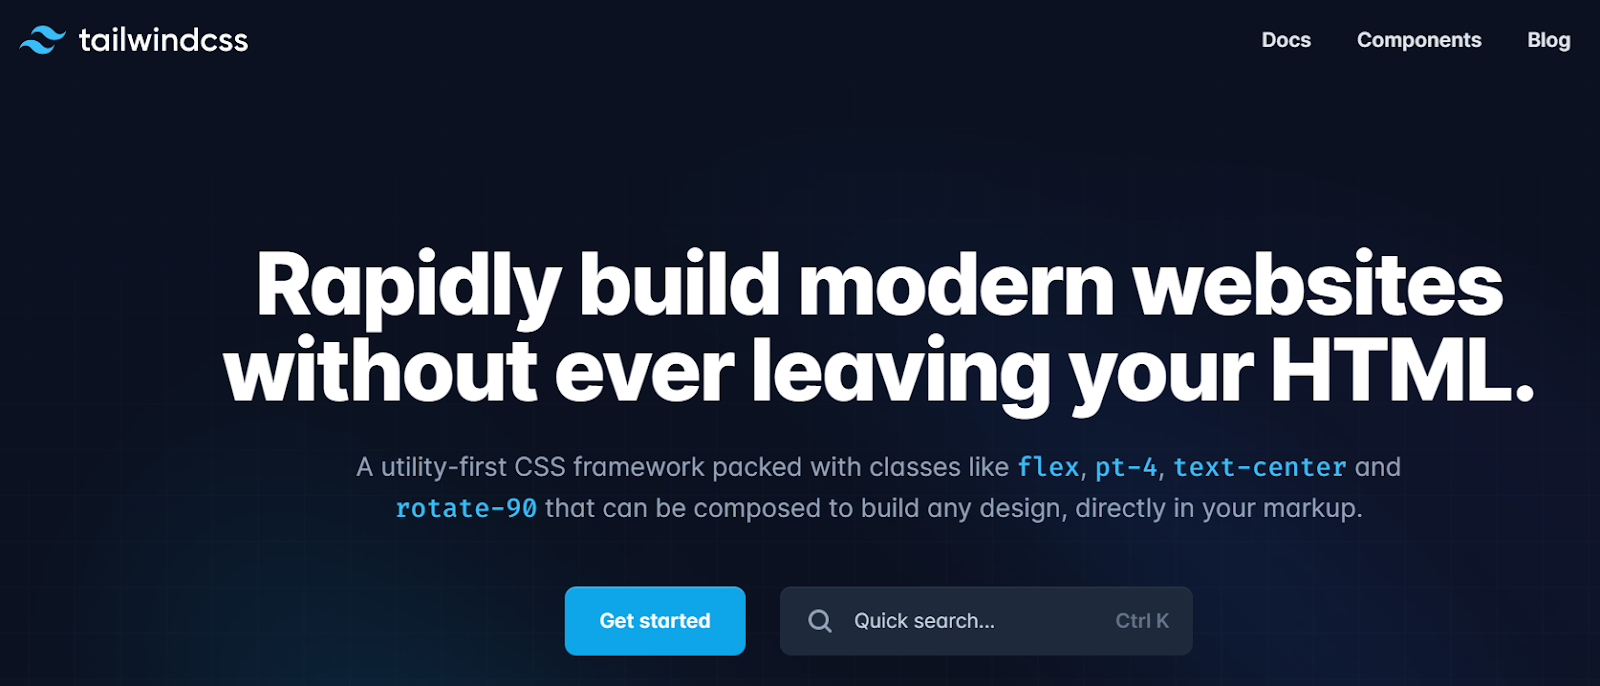 tailwindcss
Docs Components Blog
Rapidly build modern websites
without ever leaving your HTML.
A utility-first CSS framework packed with classes like flex, pt-4, text-center and
rotate-90 that can be composed to build any design, directly in your markup.
Get started
Quick search... Ctrl K